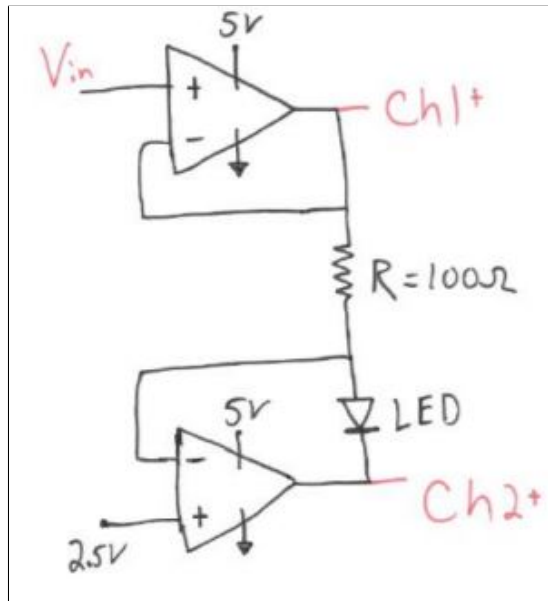 5V
Vin
+
Ch1+
-
R=100Ω
5V
LED
-
+
Ch2+
2.5V